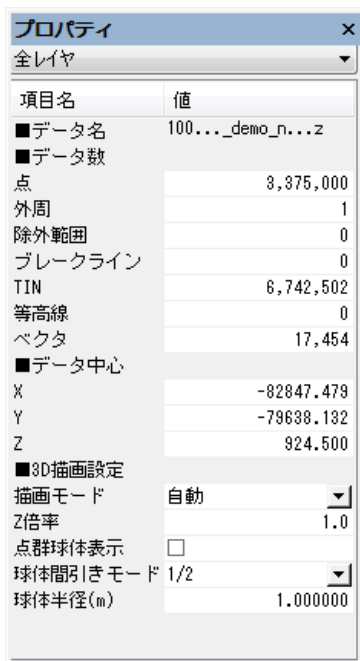 プロパティ ×
全レイヤ
項目名 値
■データ名 100..._demo_n...z
■データ数
点 3,375,000
外周 1
除外範囲 0
ブレークライン 0
TIN 6,742,502
等高線 0
ベクタ 17,454
■データ中心
X -82847.479
Y -79638.132
Z 924.500
■3D描画設定
描画モード 自動
Z倍率 1.0
点群球体表示
球体間引きモード 1/2
球体半径(m) 1.000000